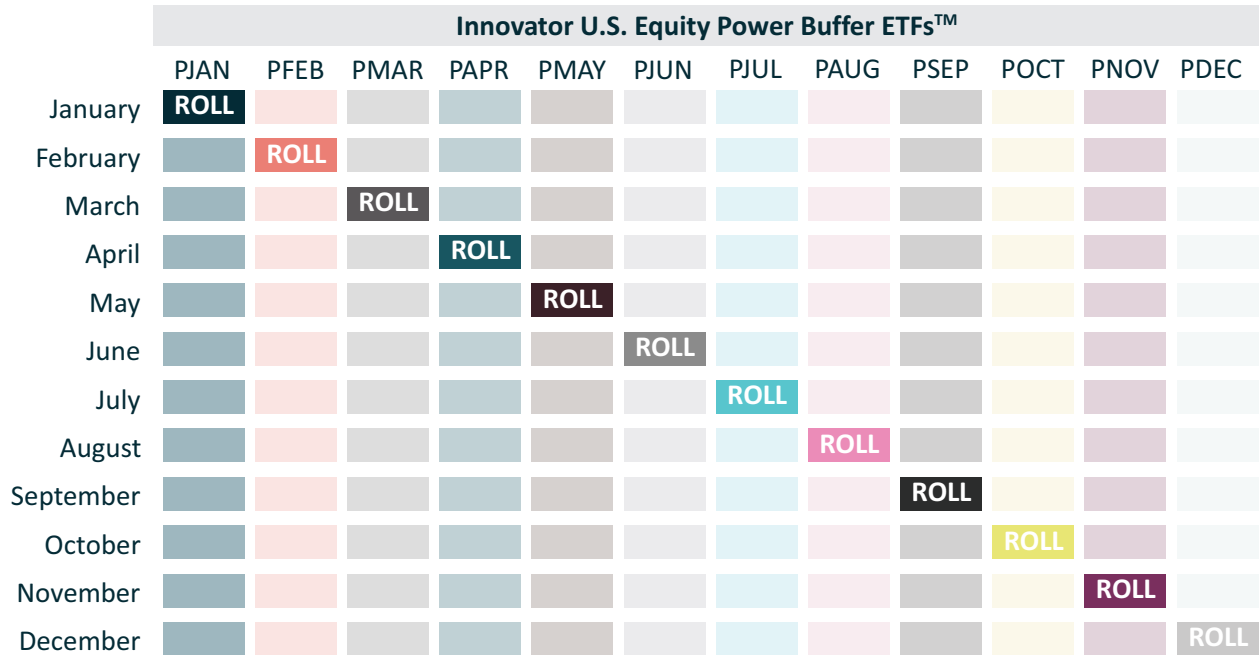 Innovator U.S. Equity Power Buffer ETFs™
PJAN PFEB PMAR PAPR PMAY PJUN PJUL PAUG PSEP POCT PNOV PDEC
January ROLL
February ROLL
March ROLL
April ROLL
May ROLL
June ROLL
July ROLL
August ROLL
September ROLL
October ROLL
November ROLL
December ROLL